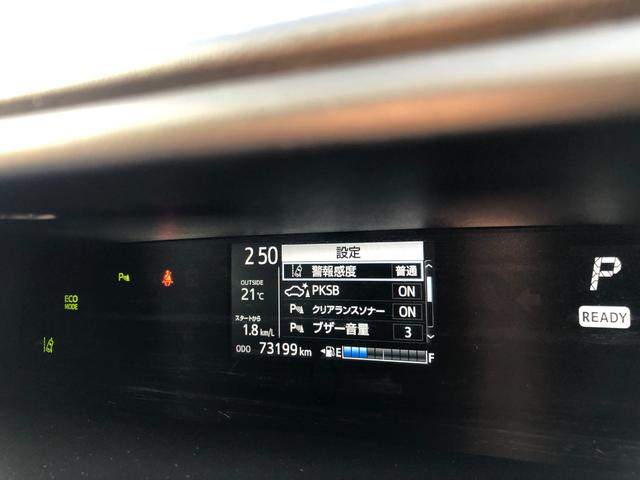 2 50
設定
警報感度 普通
OUTSIDE
21℃
PKSB ON
クリアランスソナー ON
スタートから
1.8 km/L
ブザー音量 3
ODO 73199 km
E F
ECO
MODE
P
P
READY